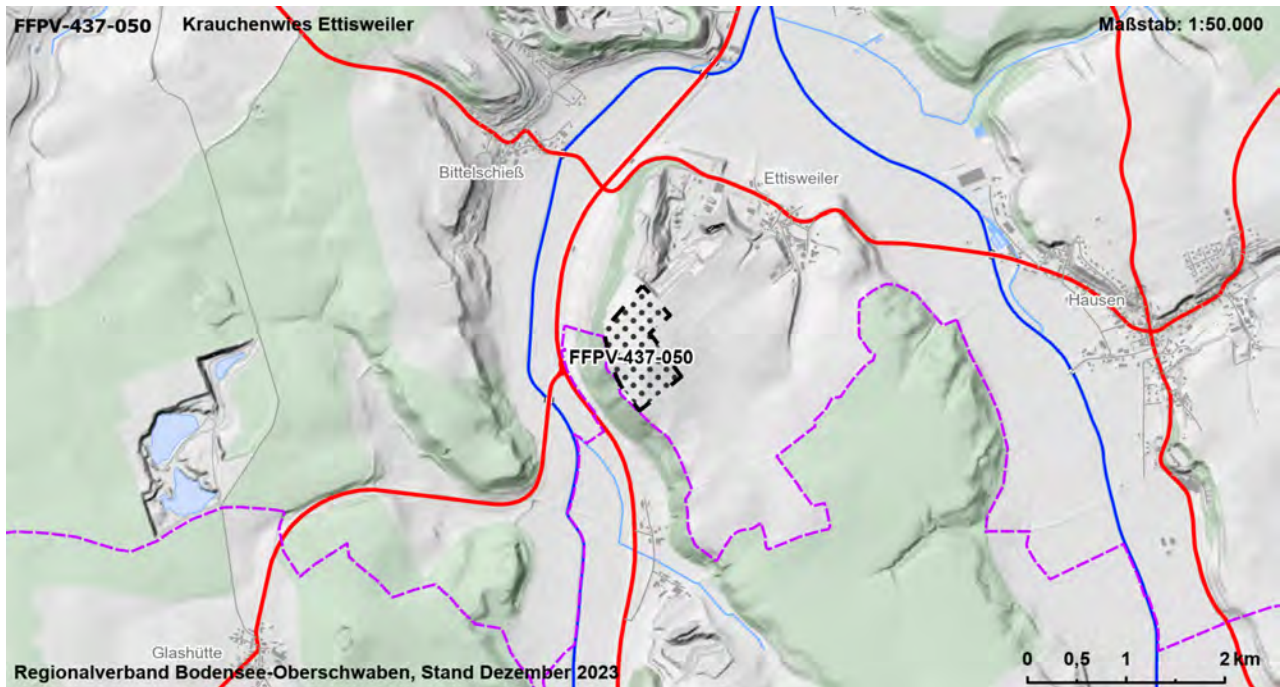 FFPV-437-050 Krauchenwies Ettisweiler Maßstab: 1:50.000
Bittelschieß
Ettisweiler
Hausen
FFPV-437-050
Glashütte
Regionalverband Bodensee-Oberschwaben, Stand Dezember 2023
0 0,5 1 2 km